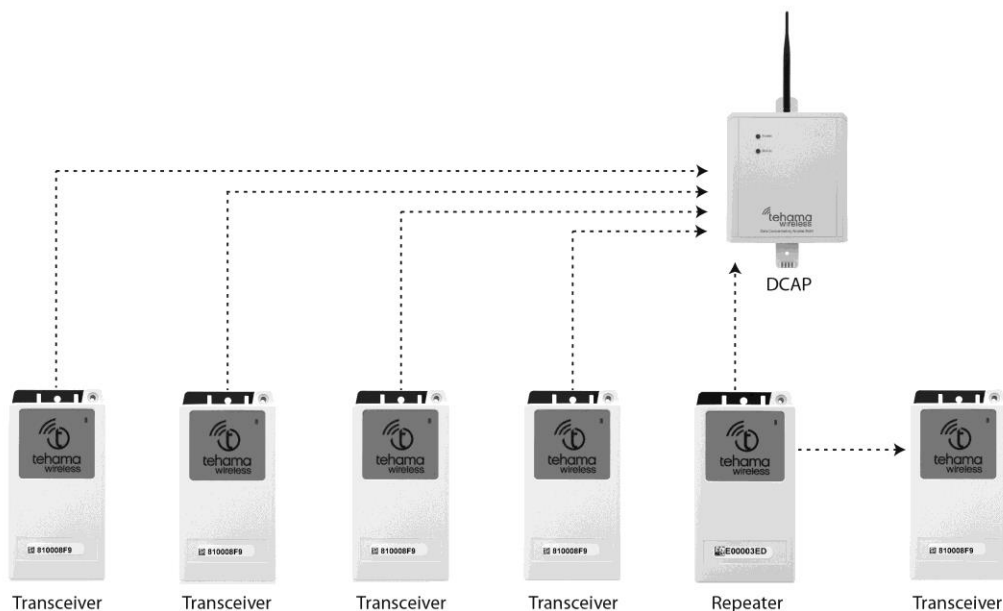 tehama
wireless
DCAP
tehama
wireless
810008F9
Transceiver
tehama
wireless
810008F9
Transceiver
tehama
wireless
810008F9
Transceiver
tehama
wireless
810008F9
Transceiver
tehama
wireless
E00003ED
Repeater
tehama
wireless
810008F9
Transceiver